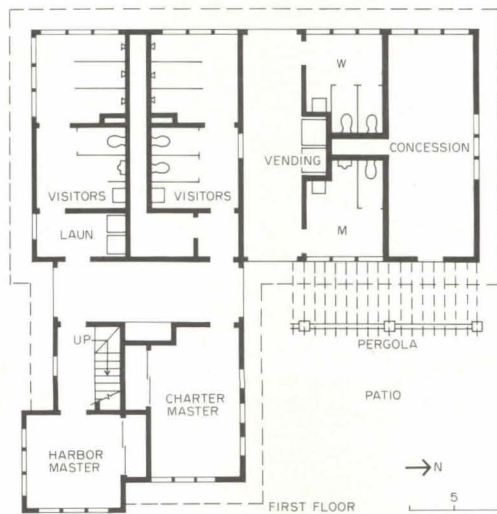 W
VENDING
CONCESSION
VISITORS
VISITORS
LAUN.
M
UP
PERGOLA
CHARTER
MASTER
PATIO
HARBOR
MASTER
N
FIRST FLOOR
5